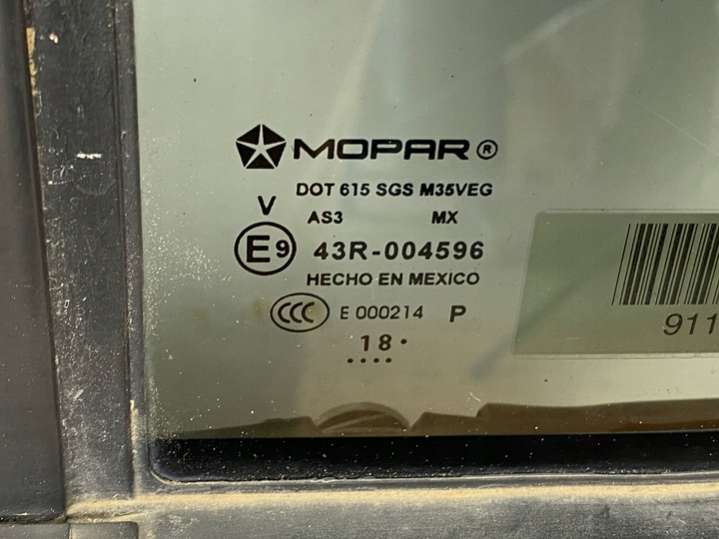 MOPAR®
DOT 615 SGS M35VEG
V AS3 MX
E9 43R-004596
HECHO EN MEXICO
CCC E 000214 P
18•
••••
911